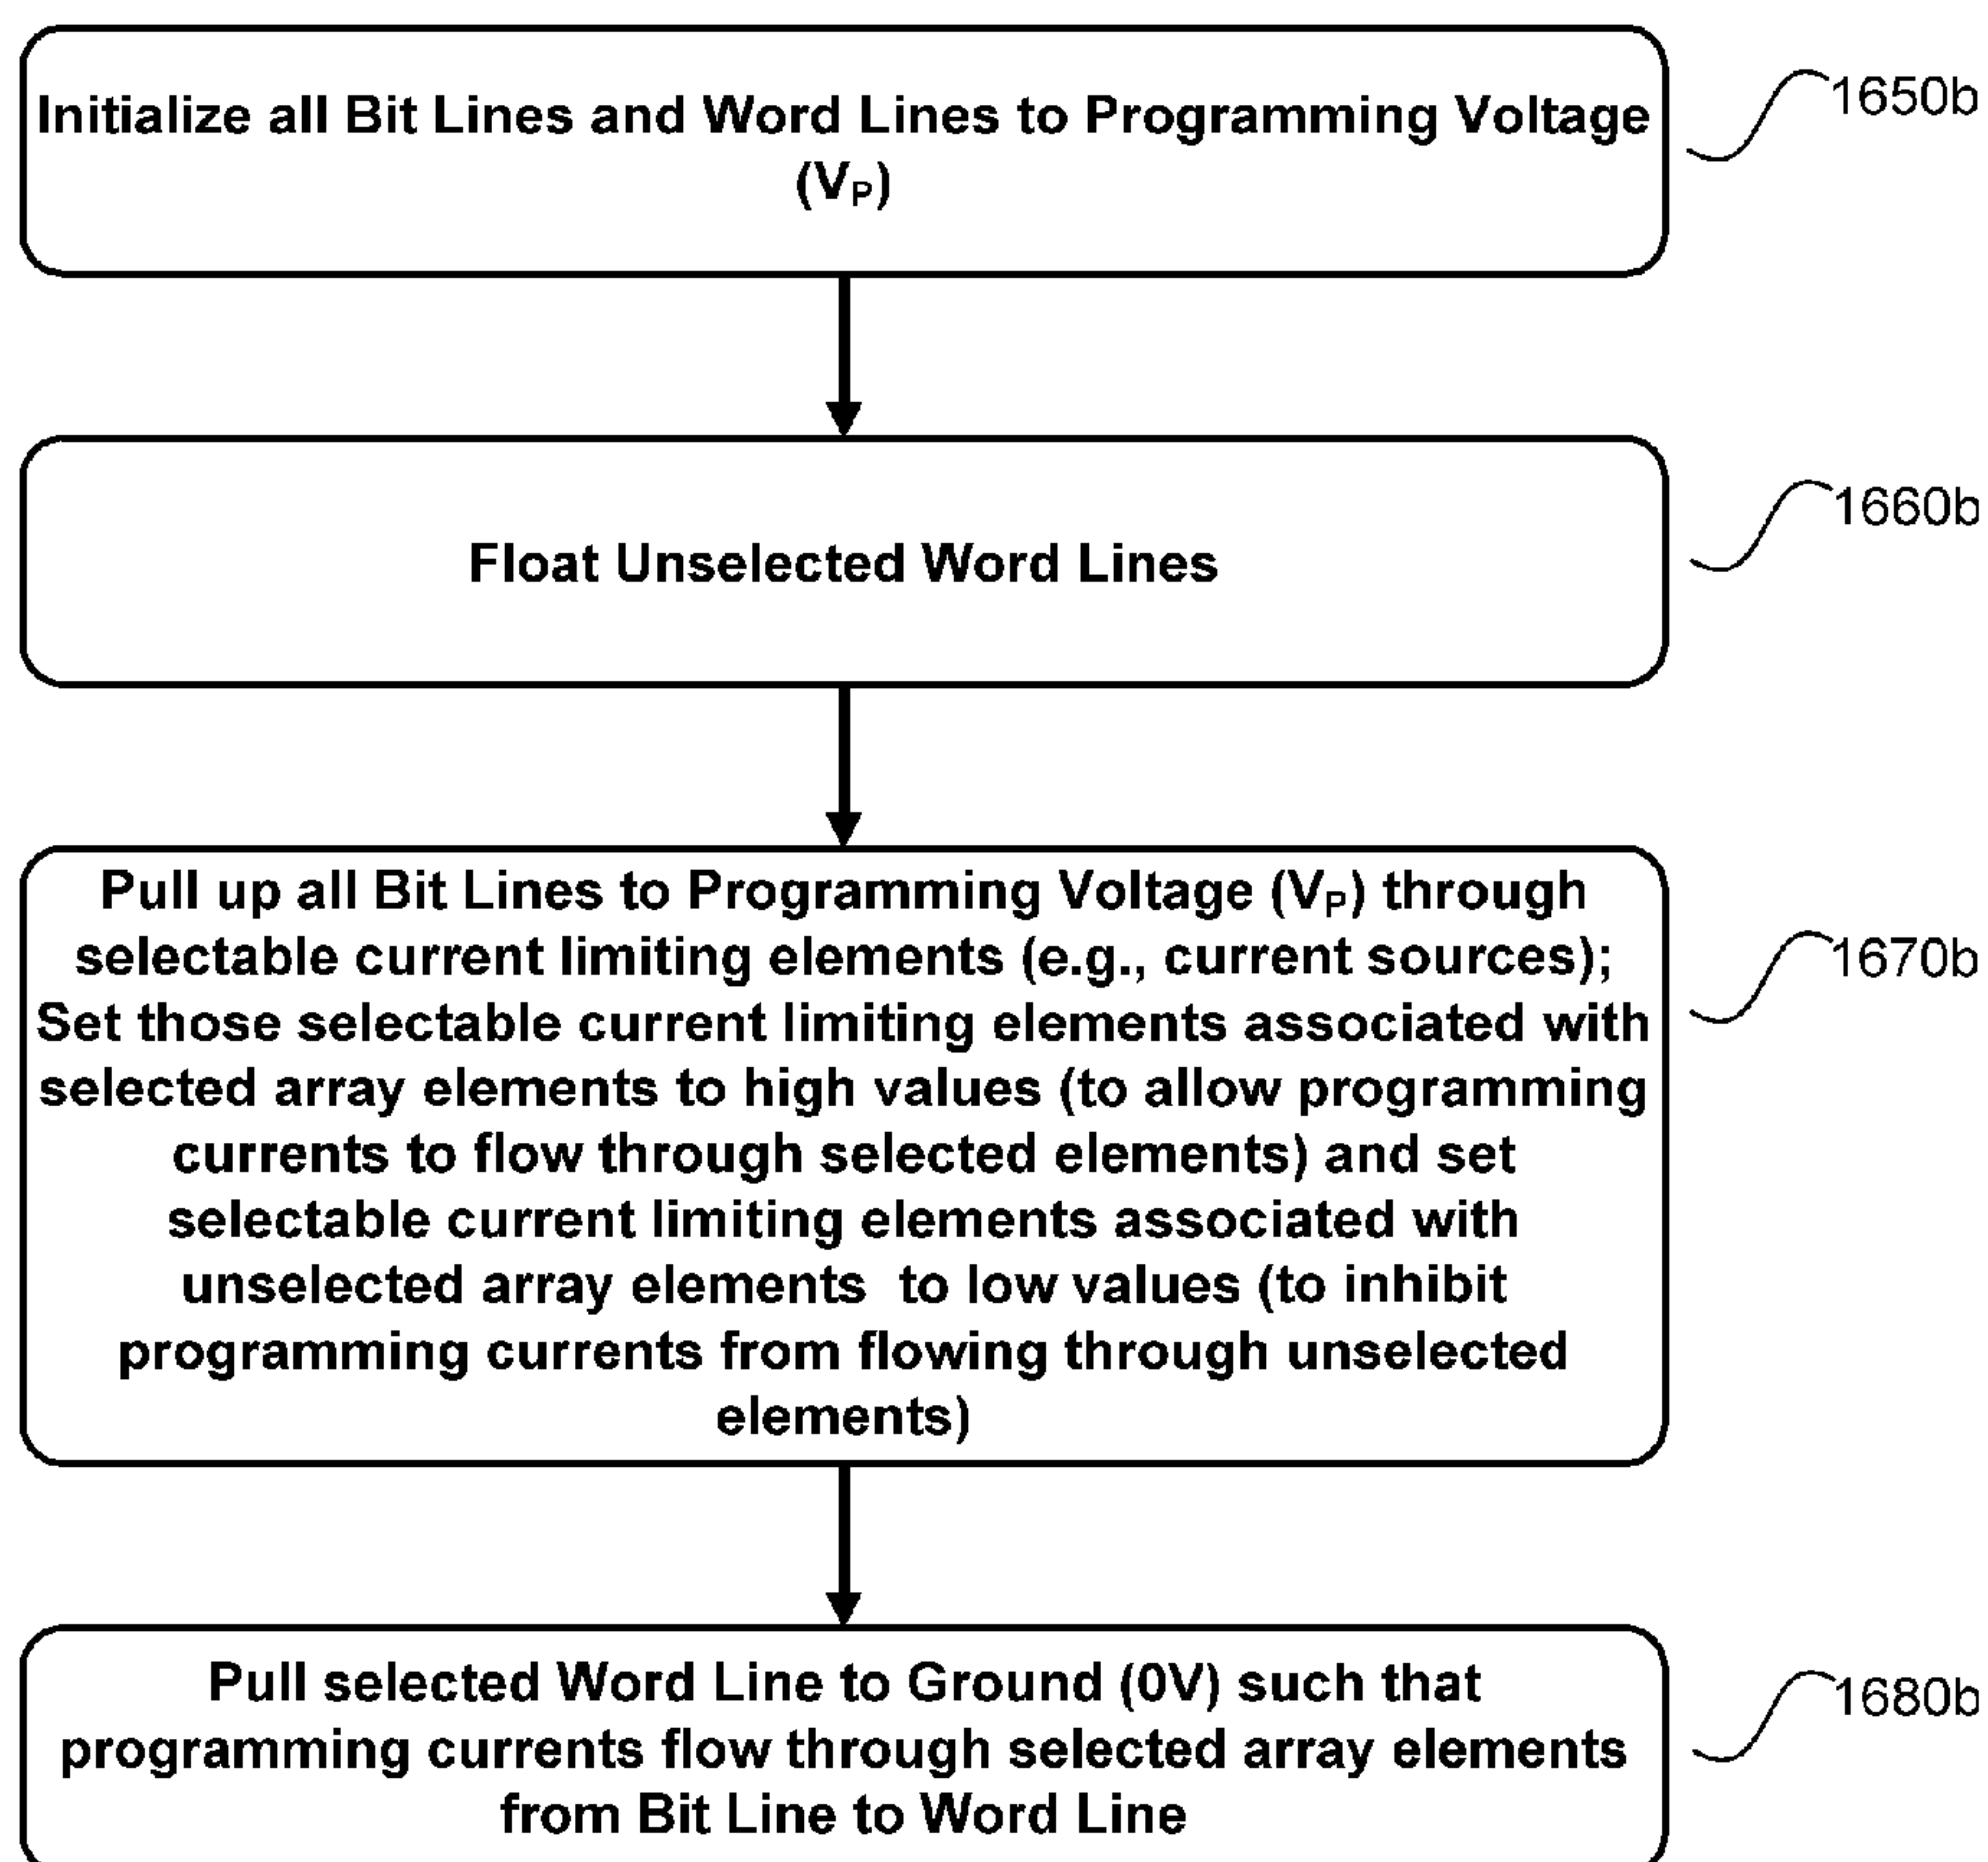 Initialize all Bit Lines and Word Lines to Programming Voltage
(VP)
1650b
Float Unselected Word Lines
1660b
Pull up all Bit Lines to Programming Voltage (VP) through
selectable current limiting elements (e.g., current sources);
Set those selectable current limiting elements associated with
selected array elements to high values (to allow programming
currents to flow through selected elements) and set
selectable current limiting elements associated with
unselected array elements to low values (to inhibit
programming currents from flowing through unselected
elements)
1670b
Pull selected Word Line to Ground (0V) such that
programming currents flow through selected array elements
from Bit Line to Word Line
1680b